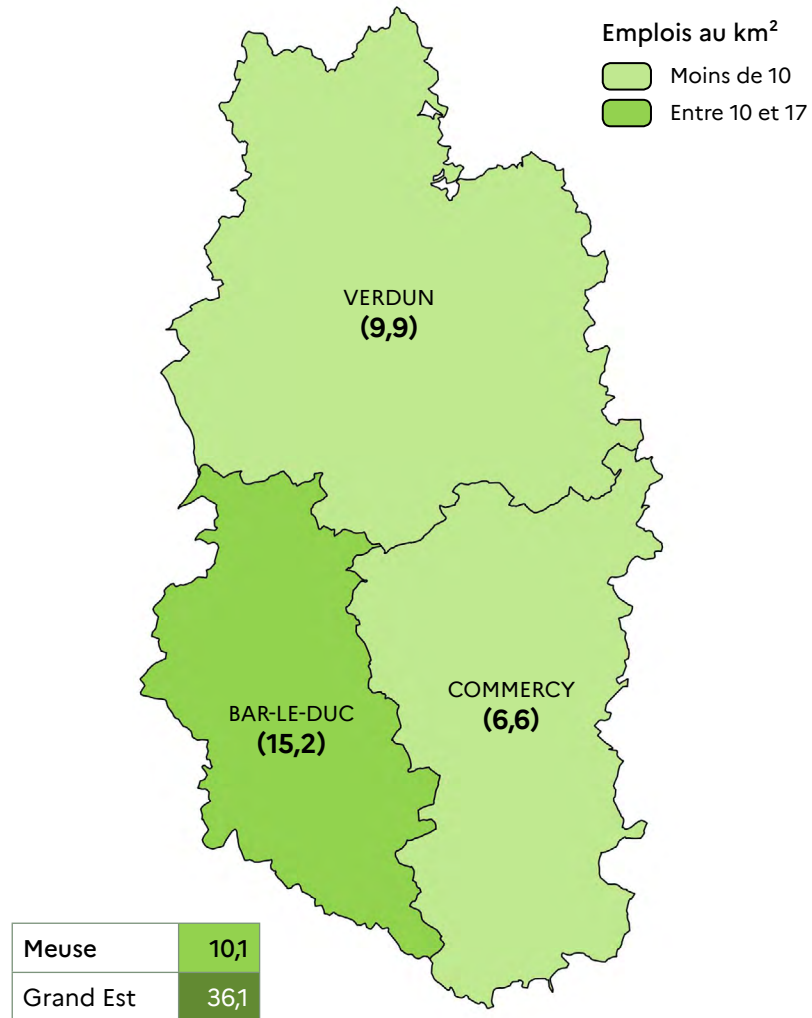 Emplois au km²
Moins de 10
Entre 10 et 17
VERDUN
(9,9)
BAR-LE-DUC
(15,2)
COMMERCY
(6,6)
Meuse 10,1
Grand Est 36,1